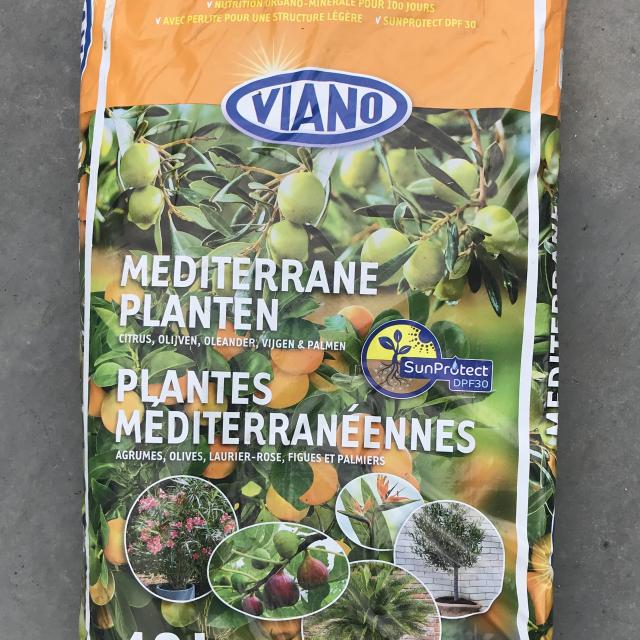 √ NUTRITION ORGANO-MINÉRALE POUR 100 JOURS
√ AVEC PERLITE POUR UNE STRUCTURE LÉGÈRE √ SUNPROTECT DPF 30
VIANO
MEDITERRANE
PLANTEN
CITRUS, OLIJVEN, OLEANDER, VIJGEN & PALMEN
SunProtect
DPF30
PLANTES
MÉDITERRANÉENNES
AGRUMES, OLIVES, LAURIER-ROSE, FIGUES ET PALMIERS